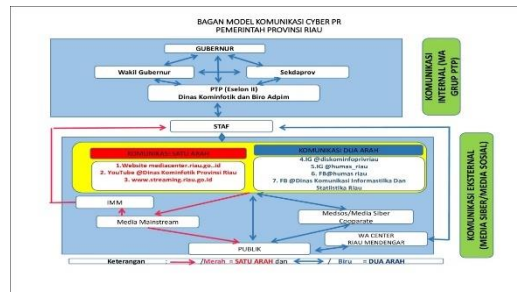 BAGAN MODEL KOMUNIKASI CYBER PR
PEMERINTAH PROVINSI RIAU
GUBERNUR
Wakil Gubernur
Sekdaprov
PTP (Eselon II)
Dinas Kominfotik dan Biro Adpim
KOMUNIKASI
INTERNAL (WA
GRUP PTP)
STAF
KOMUNIKASI SATU ARAH
1.Website mediacenter.riau.go.id
2. YouTube @Dinas Kominfotik Provinsi Riau
3. www.streaming.riau.go.id
KOMUNIKASI DUA ARAH
4.IG @diskominfoprivriau
5.IG @humas_riau
6. FB@humas riau
7. FB@Dinas Komunikasi Informatika Dan
Statistika Riau
KOMUNIKASI EKSTERNAL
(MEDIA SIBER/MEDIA SOSIAL)
IMM
Media Mainstream
Medsos/Media Siber
Cooparate
WA CENTER
RIAU MENDENGAR
PUBLIK
Keterangan : /Merah = SATU ARAH dan / Biru = DUA ARAH